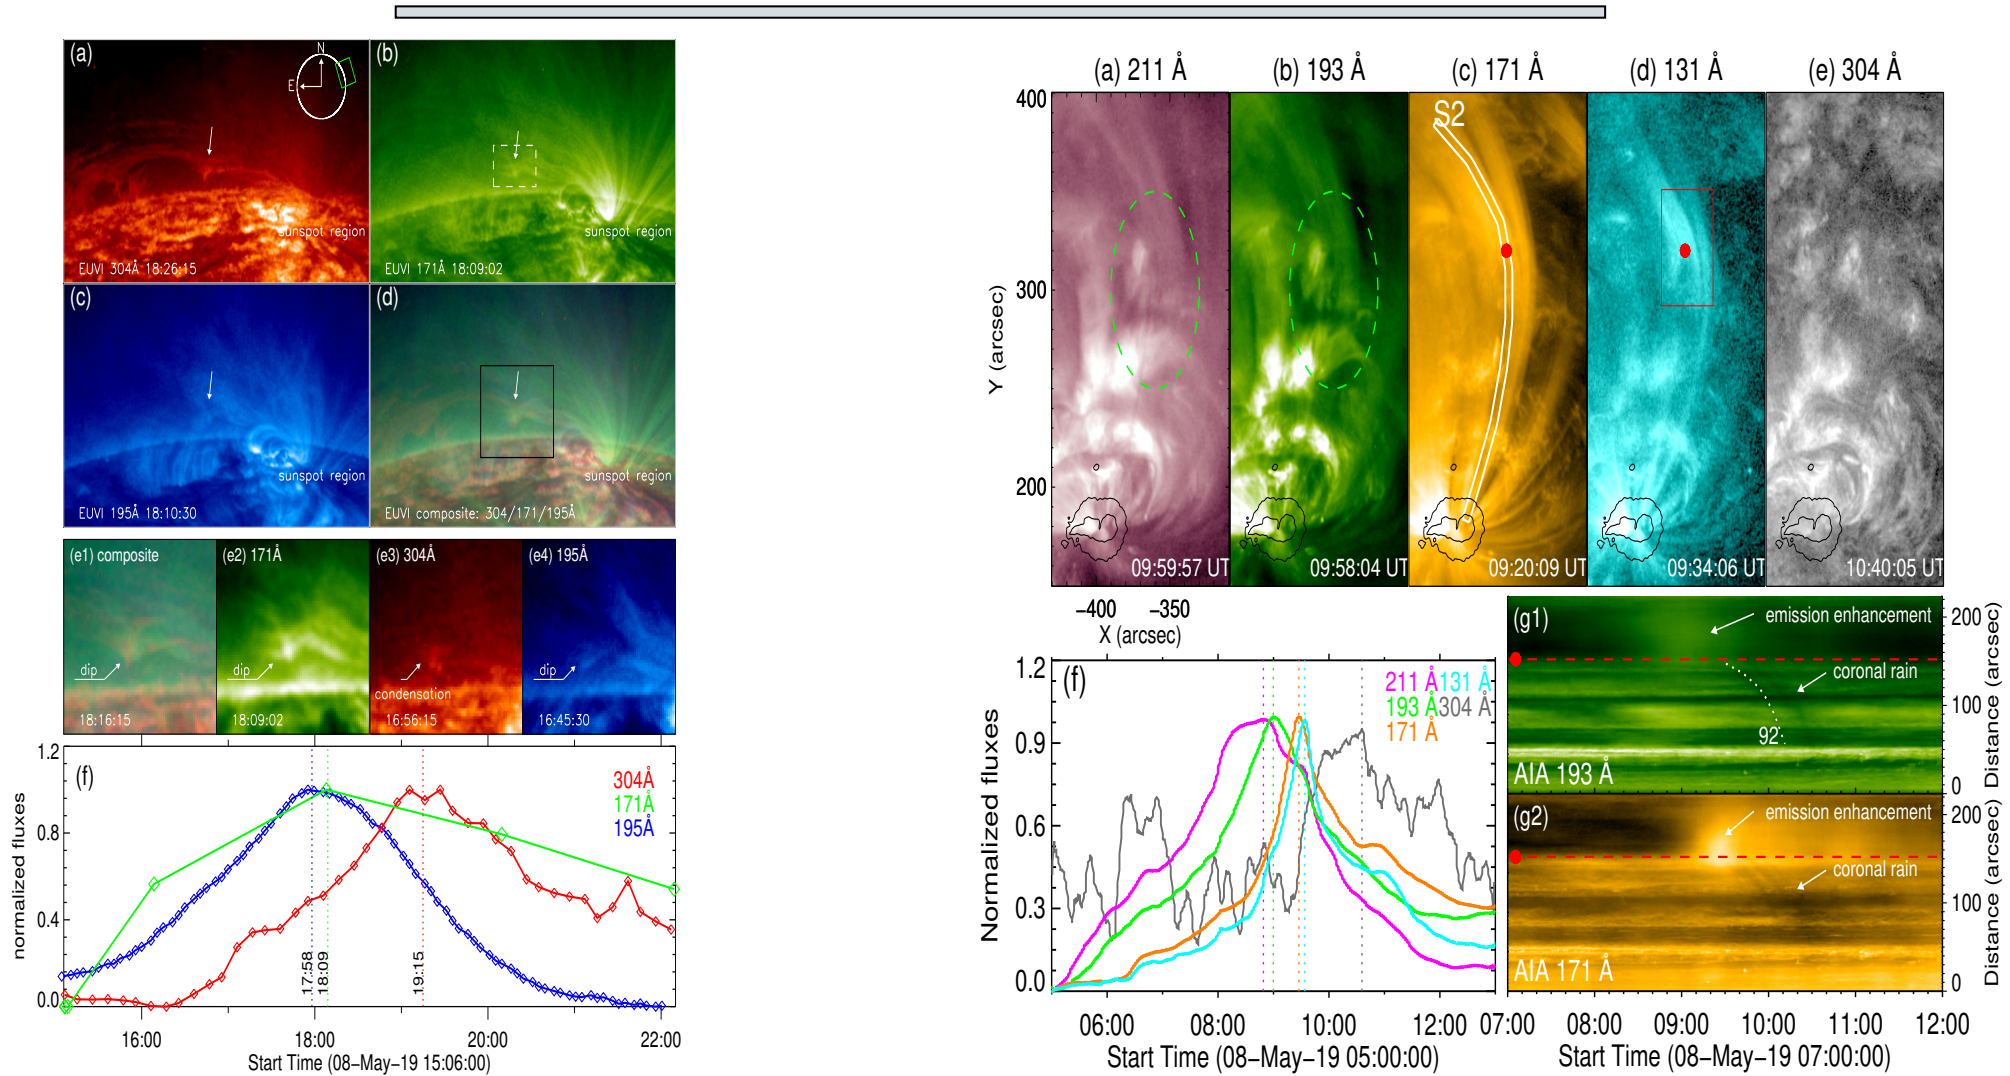 (a)
N
E
sunspot region
EUVI 304Å 18:26:15
(b)
sunspot region
EUVI 171Å 18:09:02
(c)
sunspot region
EUVI 195Å 18:10:30
(d)
sunspot region
EUVI composite: 304/171/195Å
(e1) composite
dip
18:16:15
(e2) 171Å
dip
18:09:02
(e3) 304Å
condensation
16:56:15
(e4) 195Å
dip
16:45:30
(f)
304Å
171Å
195Å
1.2
0.8
0.4
0.0
normalized fluxes
17:58
18:09
19:15
16:00 18:00 20:00 22:00
Start Time (08-May-19 15:06:00)
(a) 211 Å
(b) 193 Å
(c) 171 Å
(d) 131 Å
(e) 304 Å
400
300
200
Y (arcsec)
S2
09:59:57 UT
09:58:04 UT
09:20:09 UT
09:34:06 UT
10:40:05 UT
−400 −350
X (arcsec)
(f)
211 Å 131 Å
193 Å 304 Å
171 Å
1.2
0.9
0.6
0.3
0.0
Normalized fluxes
06:00 08:00 10:00 12:00
Start Time (08−May−19 05:00:00)
(g1)
emission enhancement
coronal rain
92
AIA 193 Å
200
100
0
Distance (arcsec)
(g2)
emission enhancement
coronal rain
AIA 171 Å
200
100
0
Distance (arcsec)
07:00 08:00 09:00 10:00 11:00 12:00
Start Time (08−May−19 07:00:00)